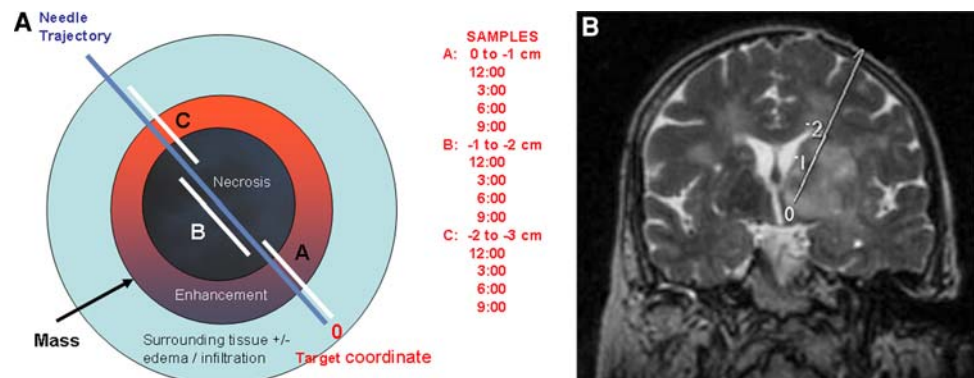 A
Needle
Trajectory
C
Necrosis
B
A
Enhancement
Mass
0
Surrounding tissue +/-
edema / infiltration
Target coordinate
SAMPLES
A: 0 to -1 cm
12:00
3:00
6:00
9:00
B: -1 to -2 cm
12:00
3:00
6:00
9:00
C: -2 to -3 cm
12:00
3:00
6:00
9:00
B
-2
-1
0